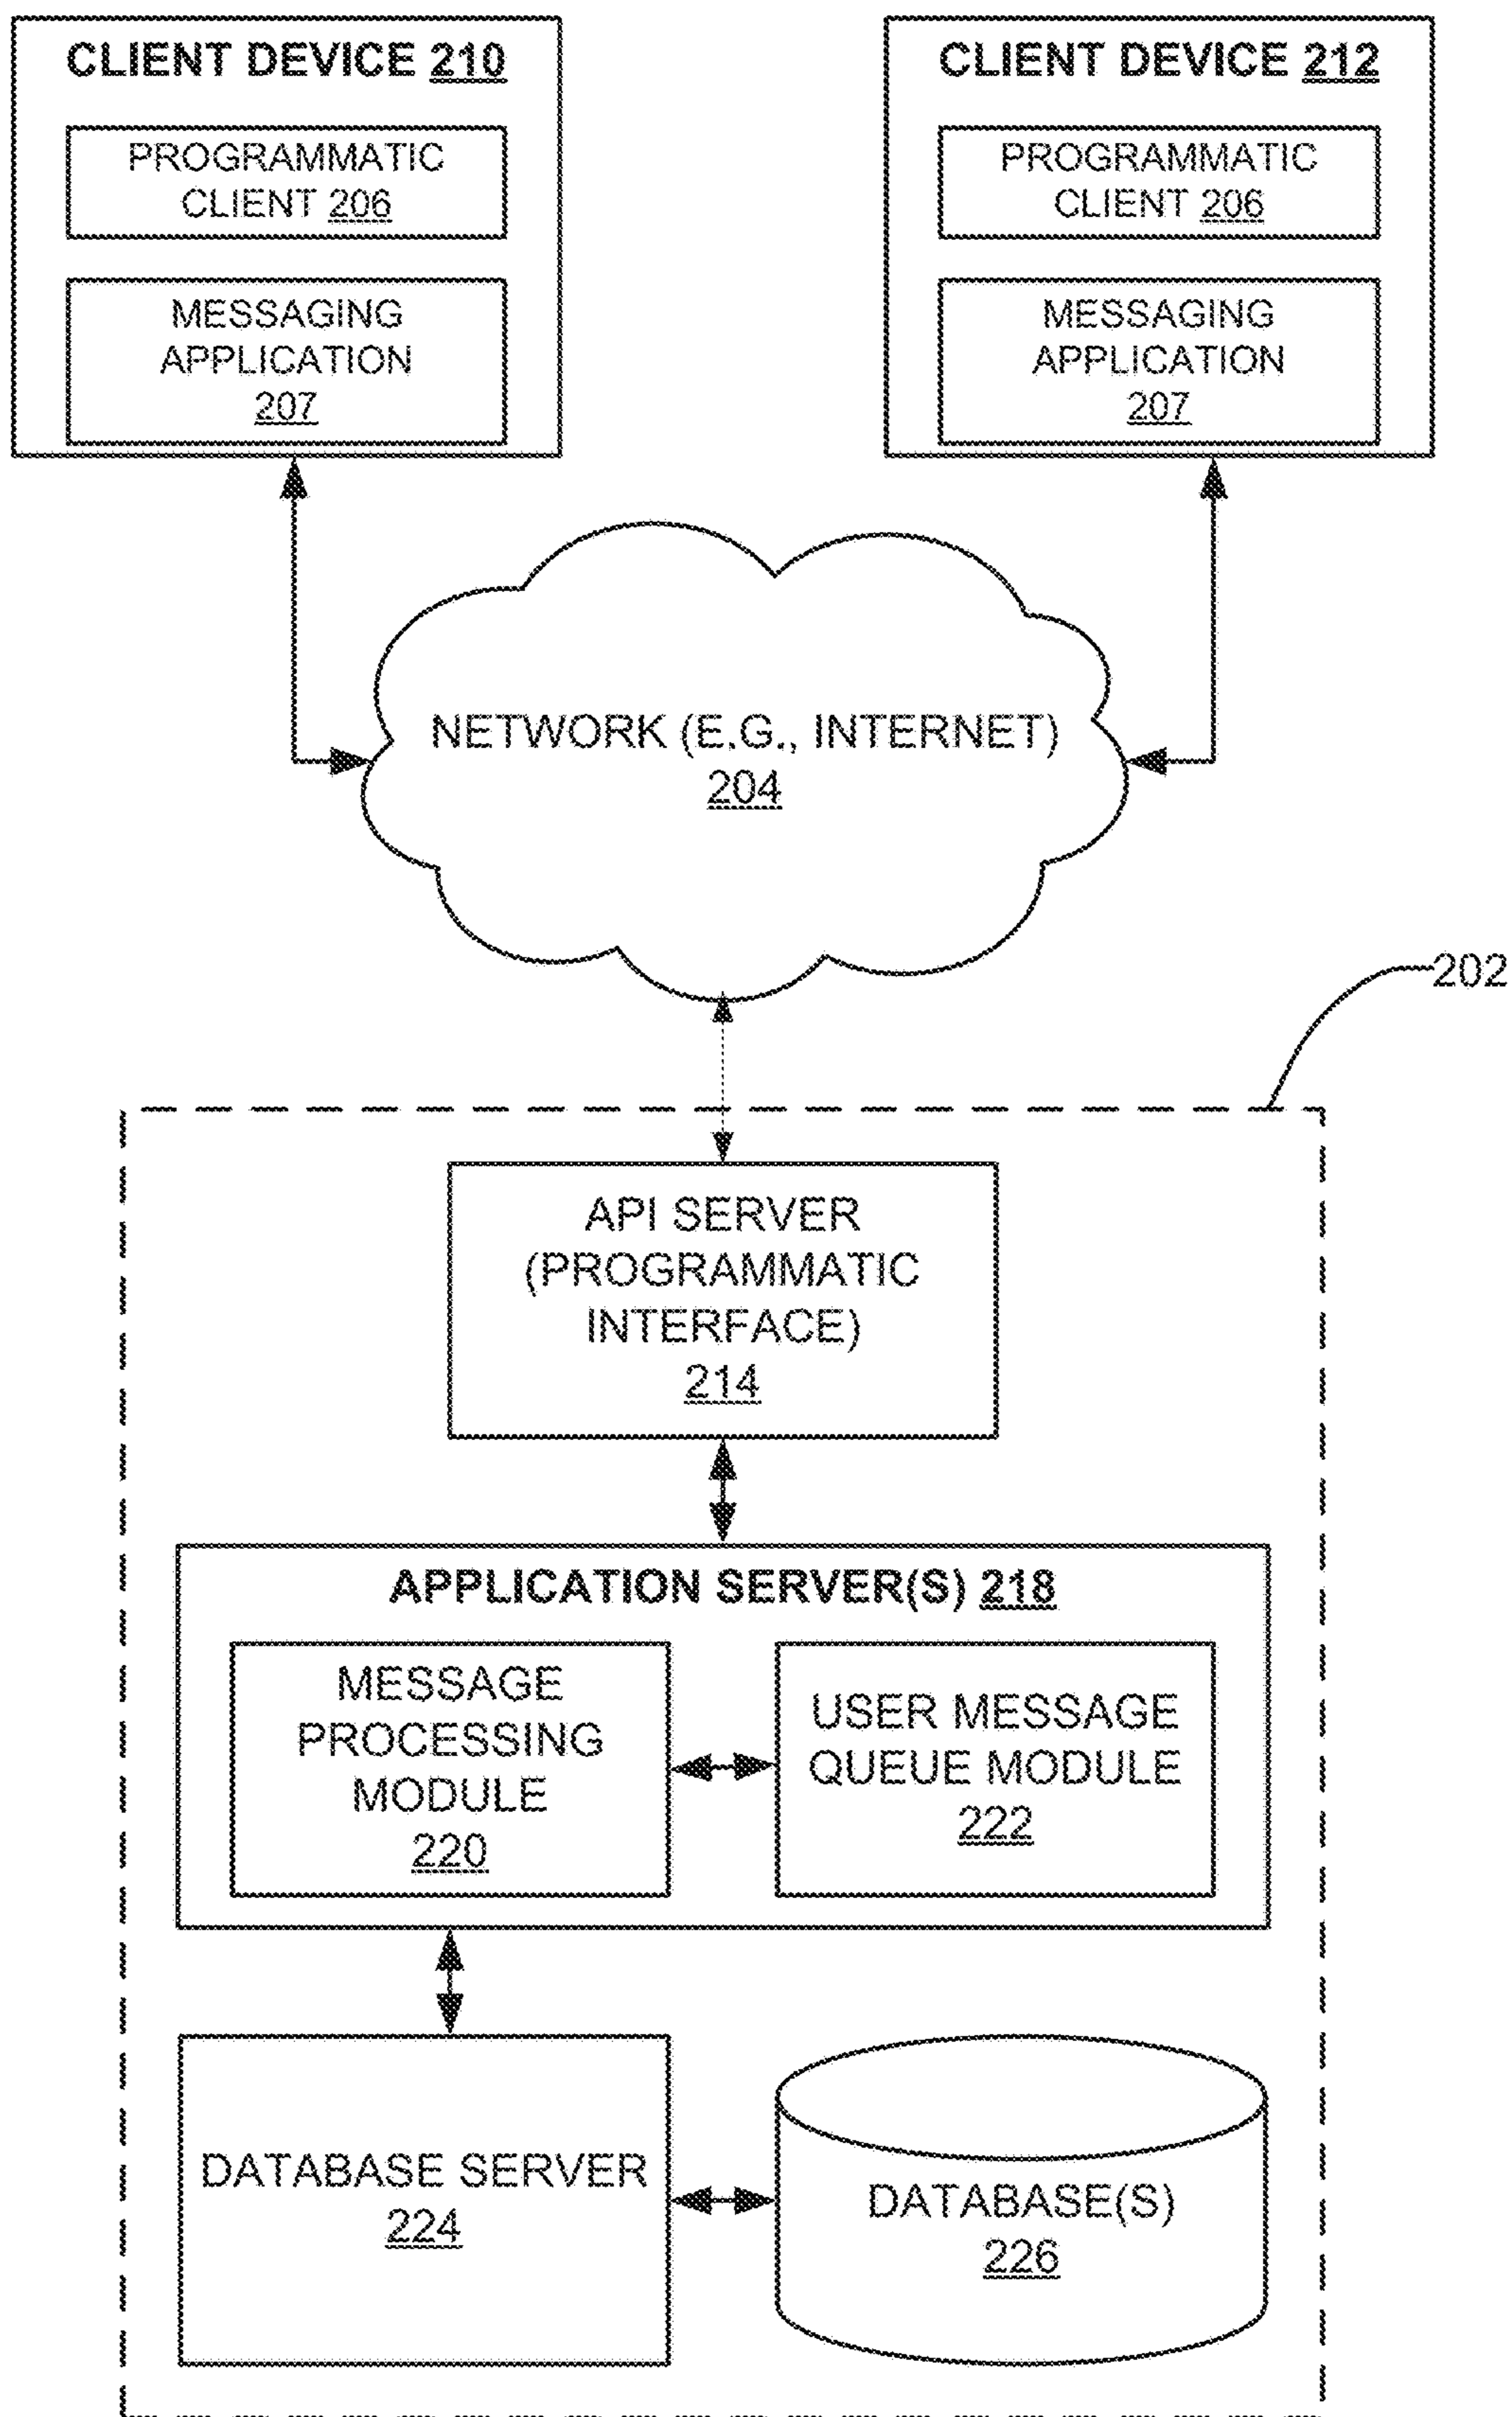 CLIENT DEVICE 210
PROGRAMMATIC
CLIENT 206
MESSAGING
APPLICATION
207
CLIENT DEVICE 212
PROGRAMMATIC
CLIENT 206
MESSAGING
APPLICATION
207
NETWORK (E.G., INTERNET)
204
202
API SERVER
(PROGRAMMATIC
INTERFACE)
214
APPLICATION SERVER(S) 218
MESSAGE
PROCESSING
MODULE
220
USER MESSAGE
QUEUE MODULE
222
DATABASE SERVER
224
DATABASE(S)
226